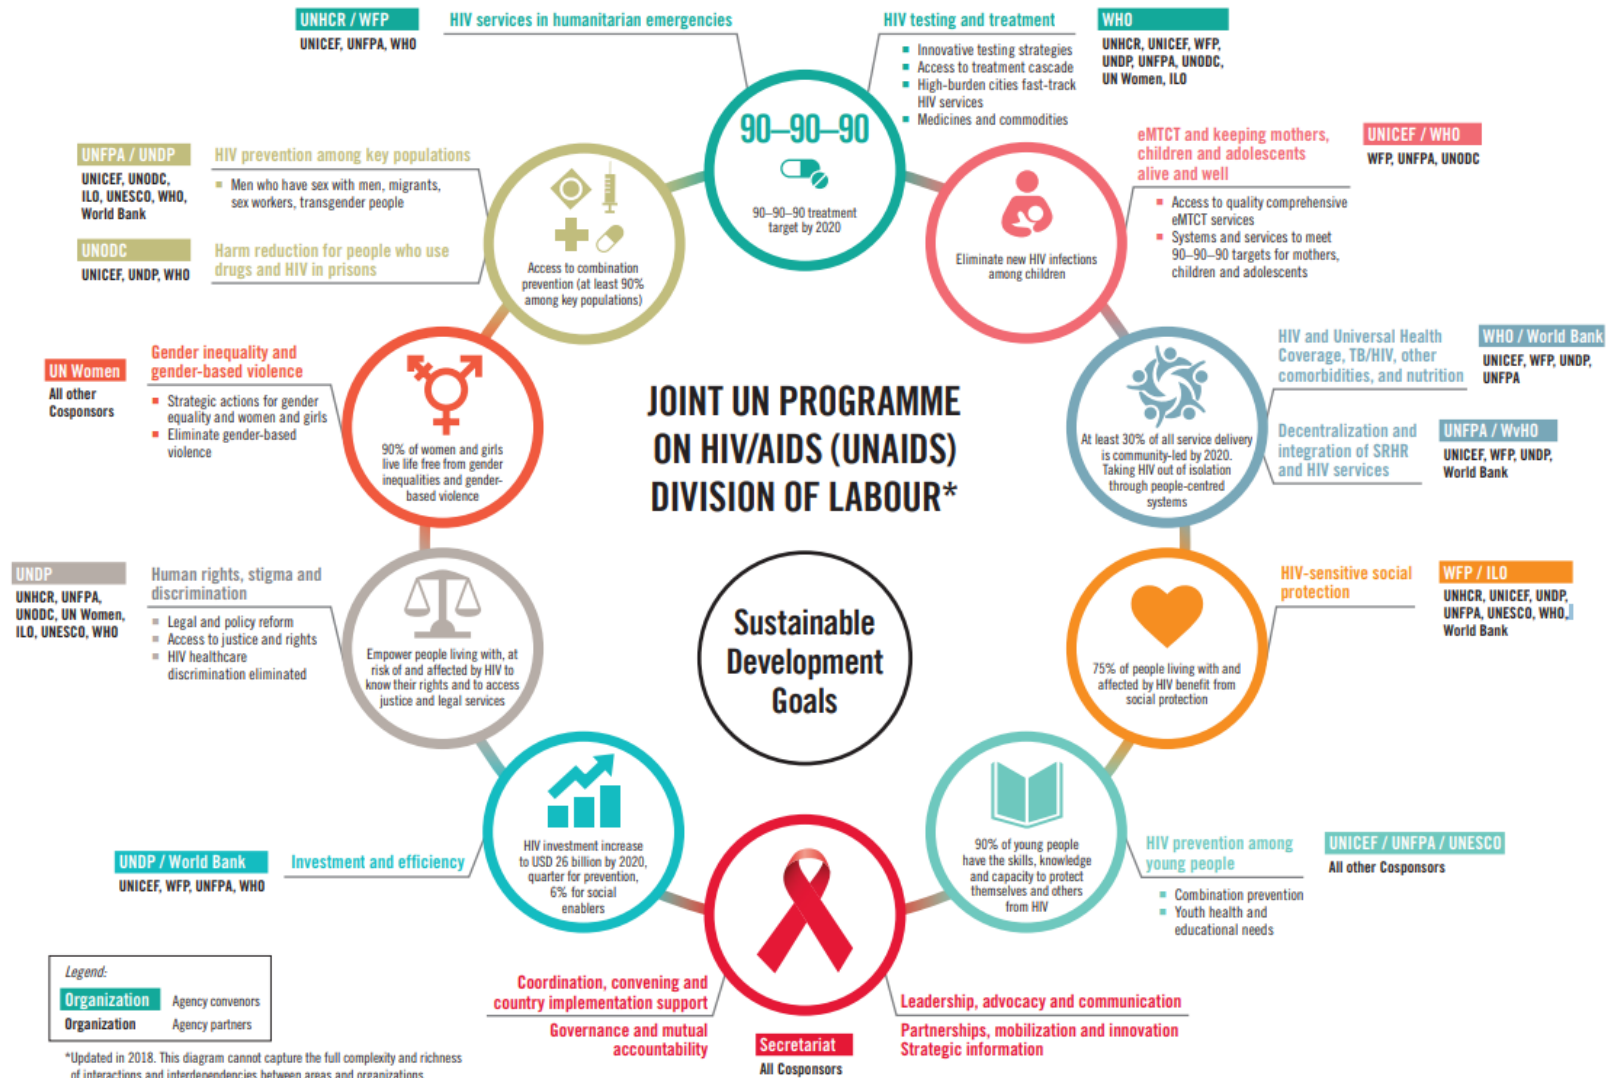 UNHCR / WFP
UNICEF, UNFPA, WHO
HIV services in humanitarian emergencies
HIV testing and treatment
Innovative testing strategies
Access to treatment cascade
High-burden cities fast-track
HIV services
Medicines and commodities
WHO
UNHCR, UNICEF, WFP,
UNDP, UNFPA, UNODC,
UN Women, ILO
90–90–90
90–90–90 treatment
target by 2020
eMTCT and keeping mothers,
children and adolescents
alive and well
Access to quality comprehensive
eMTCT services
Systems and services to meet
90–90–90 targets for mothers,
children and adolescents
UNICEF / WHO
WFP, UNFPA, UNODC
Eliminate new HIV infections
among children
UNFPA / UNDP
UNICEF, UNODC,
ILO, UNESCO, WHO,
World Bank
HIV prevention among key populations
Men who have sex with men, migrants,
sex workers, transgender people
UNODC
UNICEF, UNDP, WHO
Harm reduction for people who use
drugs and HIV in prisons
Access to combination
prevention (at least 90%
among key populations)
HIV and Universal Health
Coverage, TB/HIV, other
comorbidities, and nutrition
WHO / World Bank
UNICEF, WFP, UNDP,
UNFPA
Decentralization and
integration of SRHR
and HIV services
UNFPA / WvHO
UNICEF, WFP, UNDP,
World Bank
At least 30% of all service delivery
is community-led by 2020.
Taking HIV out of isolation
through people-centred
systems
UN Women
All other
Cosponsors
Gender inequality and
gender-based violence
Strategic actions for gender
equality and women and girls
Eliminate gender-based
violence
90% of women and girls
live life free from gender
inequalities and gender-
based violence
JOINT UN PROGRAMME
ON HIV/AIDS (UNAIDS)
DIVISION OF LABOUR*
Sustainable
Development
Goals
UNDP
UNHCR, UNFPA,
UNODC, UN Women,
ILO, UNESCO, WHO
Human rights, stigma and
discrimination
Legal and policy reform
Access to justice and rights
HIV healthcare
discrimination eliminated
Empower people living with, at
risk of and affected by HIV to
know their rights and to access
justice and legal services
HIV-sensitive social
protection
WFP / ILO
UNHCR, UNICEF, UNDP,
UNFPA, UNESCO, WHO,
World Bank
75% of people living with and
affected by HIV benefit from
social protection
UNDP / World Bank
UNICEF, WFP, UNFPA, WHO
Investment and efficiency
HIV investment increase
to USD 26 billion by 2020,
quarter for prevention,
6% for social
enablers
90% of young people
have the skills, knowledge
and capacity to protect
themselves and others
from HIV
HIV prevention among
young people
Combination prevention
Youth health and
educational needs
UNICEF / UNFPA / UNESCO
All other Cosponsors
Coordination, convening and
country implementation support
Governance and mutual
accountability
Leadership, advocacy and communication
Partnerships, mobilization and innovation
Strategic information
Secretariat
All Cosponsors
Legend:
Organization Agency convenors
Organization Agency partners
*Updated in 2018. This diagram cannot capture the full complexity and richness
of interactions and interdependencies between areas and organizations